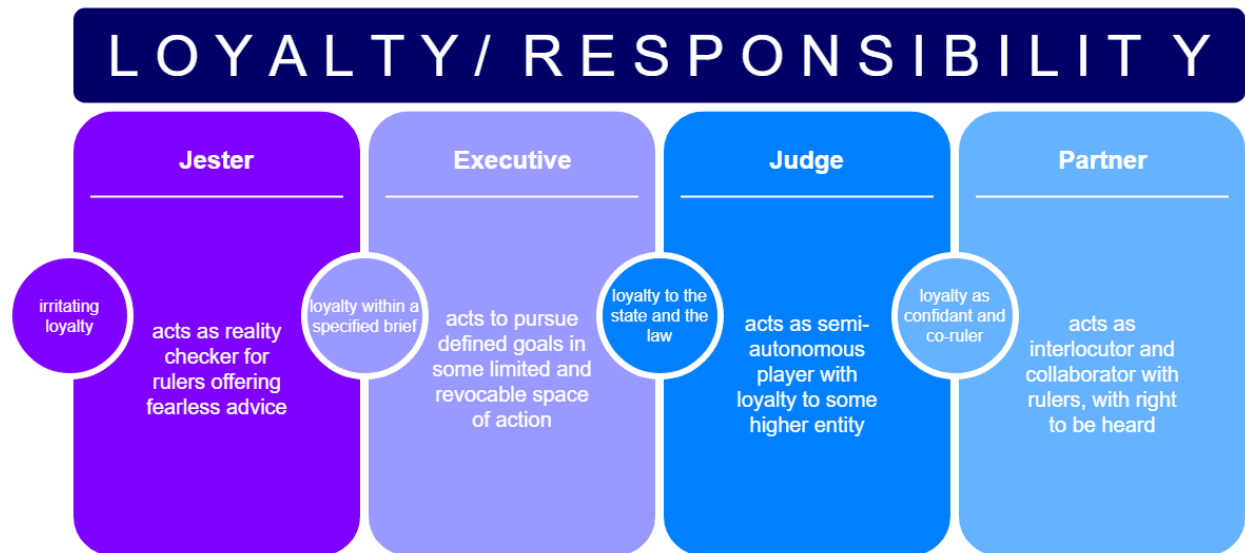 LOYALTY/ RESPONSIBILITY
Jester
irritating
loyalty
acts as reality
checker for
rulers offering
fearless advice
Executive
loyalty within a
specified brief
acts to pursue
defined goals in
some limited and
revocable space
of action
Judge
loyalty to the
state and the
law
acts as semi-
autonomous
player with
loyalty to some
higher entity
Partner
loyalty as
confidant and
co-ruler
acts as
interlocutor and
collaborator with
rulers, with right
to be heard